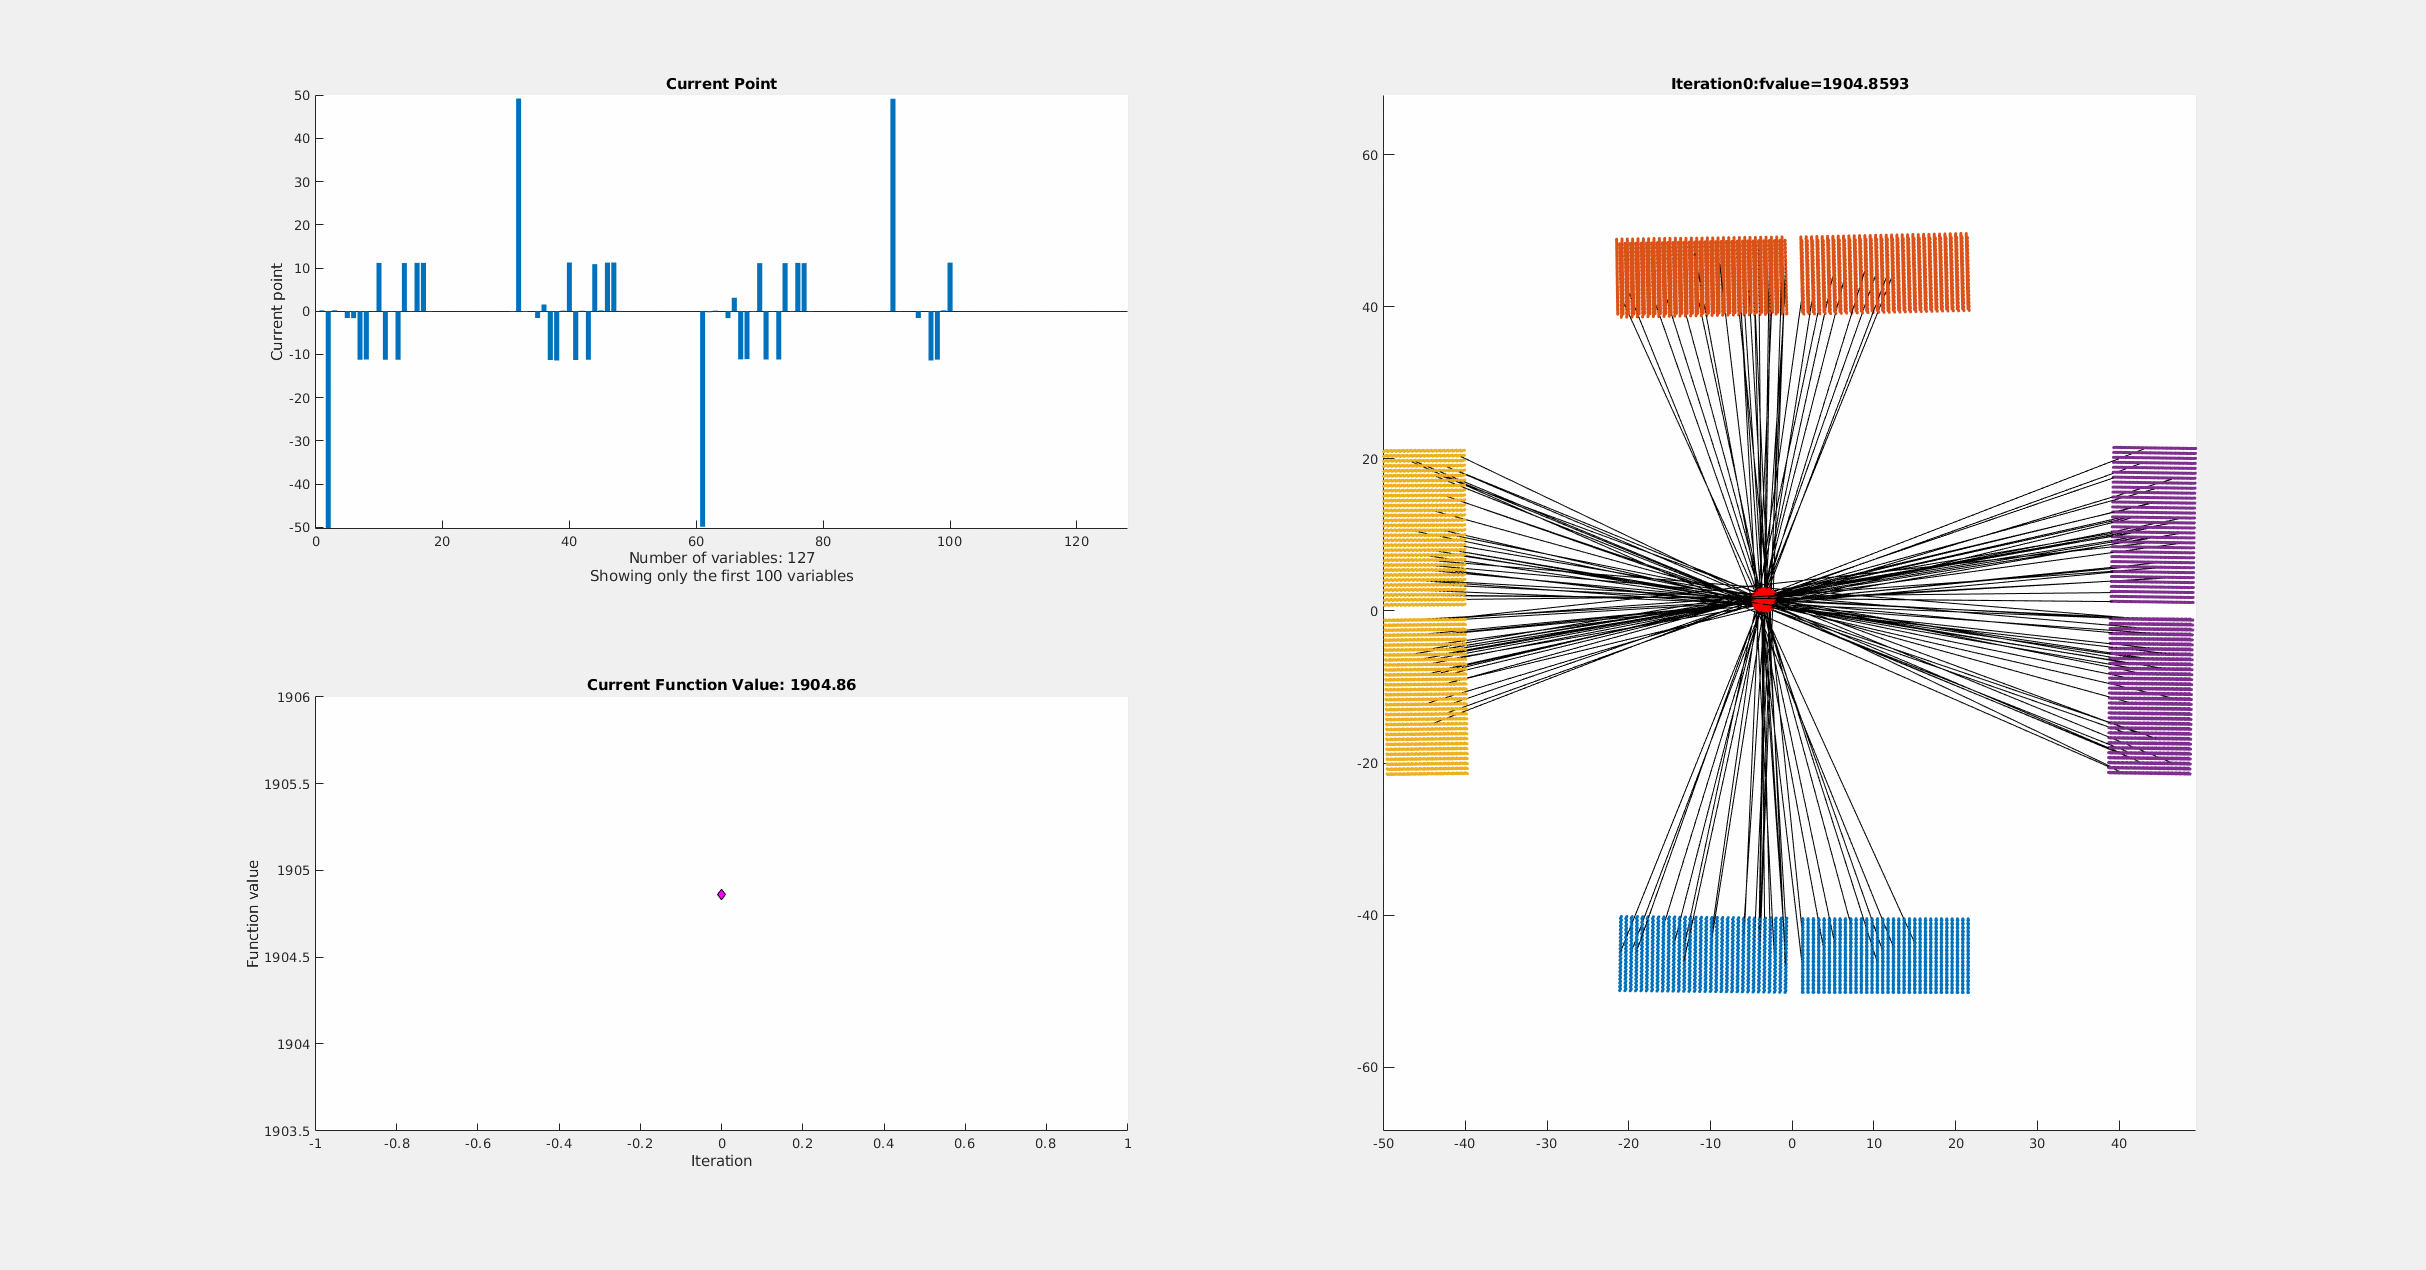 Current Point
50
40
30
20
10
0
-10
-20
-30
-40
-50
Current point
0 20 40 60 80 100 120
Number of variables: 127
Showing only the first 100 variables
Current Function Value: 1904.86
1906
1905.5
1905
1904.5
1904
1903.5
Function value
-1 -0.8 -0.6 -0.4 -0.2 0 0.2 0.4 0.6 0.8 1
Iteration
Iteration0:fvalue=1904.8593
60
40
20
0
-20
-40
-60
-50 -40 -30 -20 -10 0 10 20 30 40